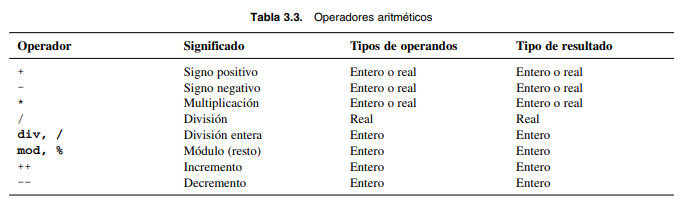 Tabla 3.3. Operadores aritméticos
Operador Significado Tipos de operandos Tipo de resultado
+ Signo positivo Entero o real Entero o real
- Signo negativo Entero o real Entero o real
* Multiplicación Entero o real Entero o real
/ División Real Real
div, / División entera Entero Entero
mod, % Módulo (resto) Entero Entero
++ Incremento Entero Entero
-- Decremento Entero Entero